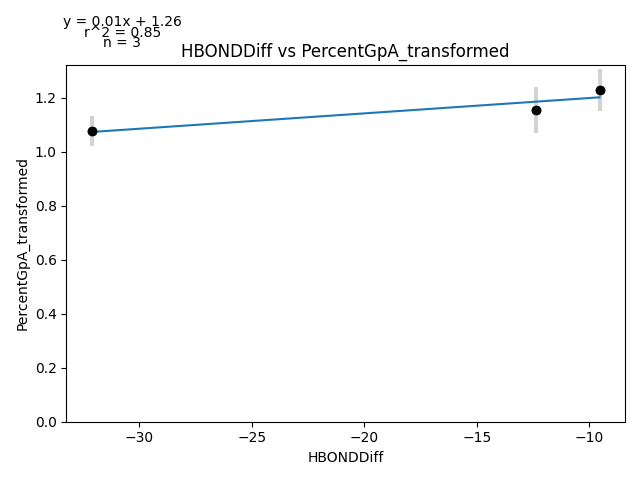 y = 0.01x + 1.26
r^2 = 0.85
n = 3
HBONDDiff vs PercentGpA_transformed
PercentGpA_transformed
1.2
1.0
0.8
0.6
0.4
0.2
0.0
−30
−25
−20
−15
−10
HBONDDiff